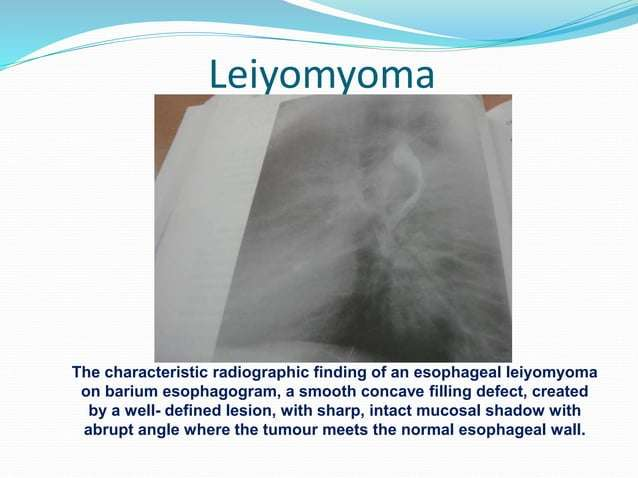 Leiyomyoma
The characteristic radiographic finding of an esophageal leiyomyoma
on barium esophagogram, a smooth concave filling defect, created
by a well- defined lesion, with sharp, intact mucosal shadow with
abrupt angle where the tumour meets the normal esophageal wall.